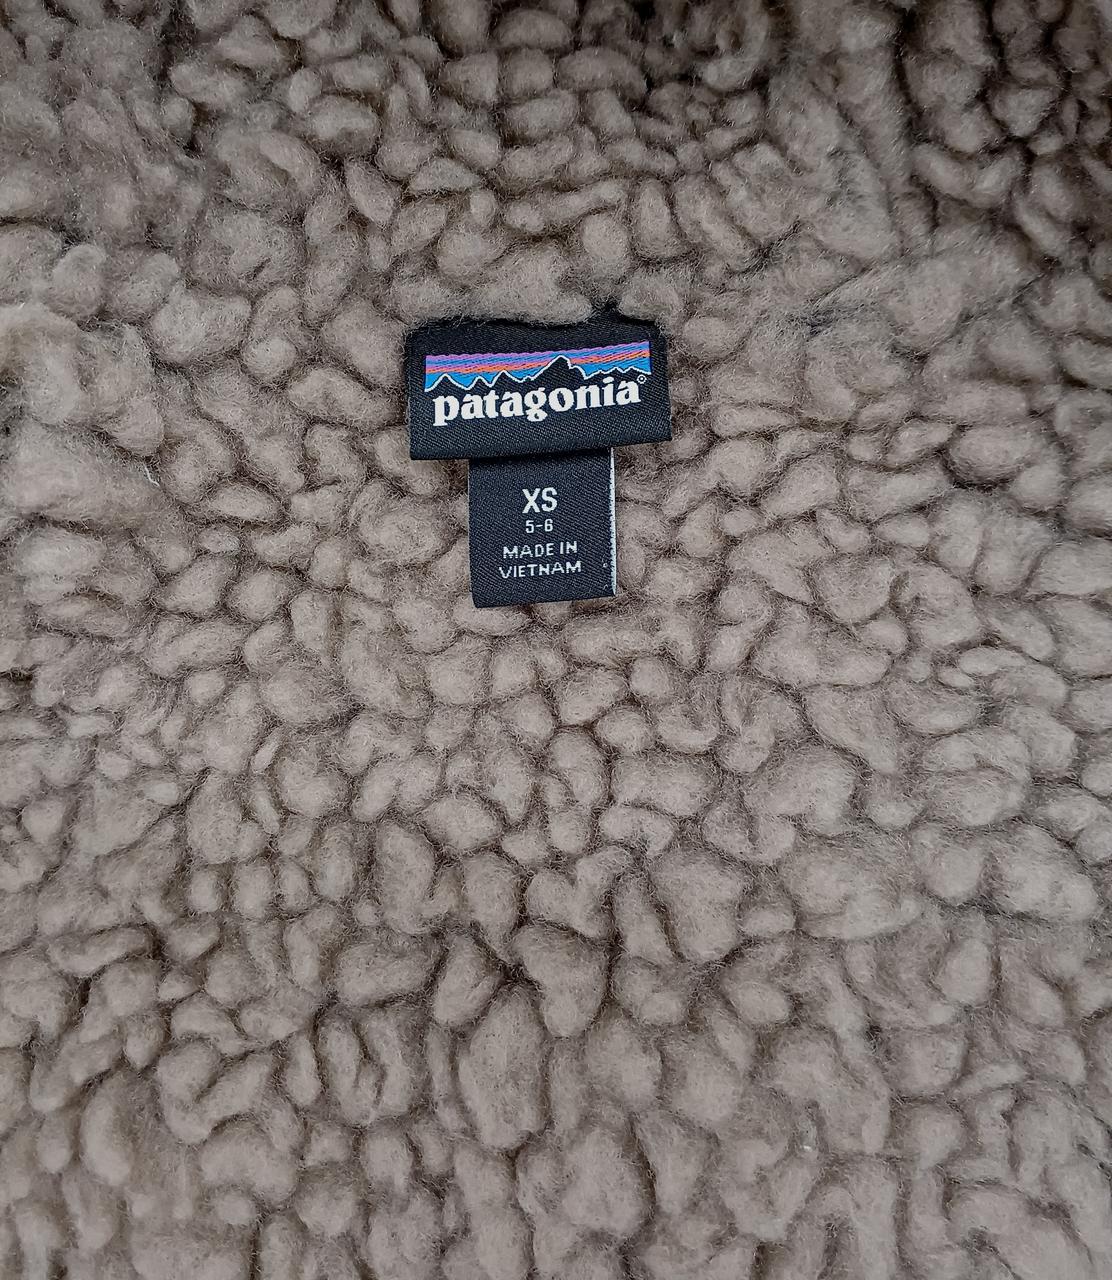 patagonia®
XS
5-6
MADE IN
VIETNAM